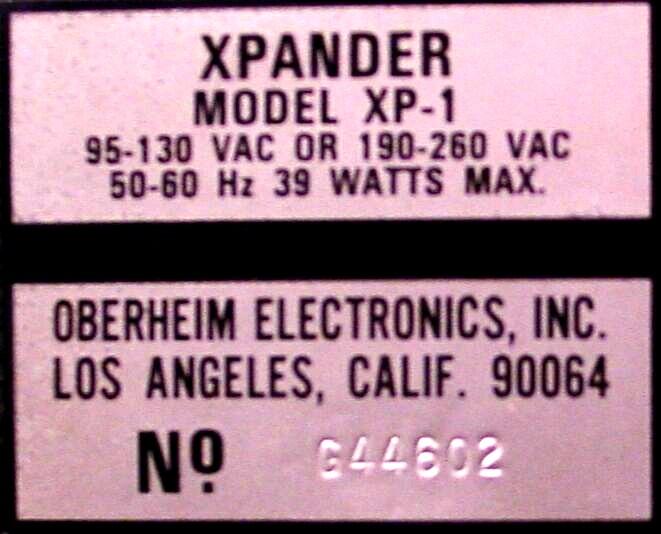 XPANDER
MODEL XP-1
95-130 VAC OR 190-260 VAC
50-60 Hz 39 WATTS MAX.
OBERHEIM ELECTRONICS, INC.
LOS ANGELES, CALIF. 90064
Nº G44602